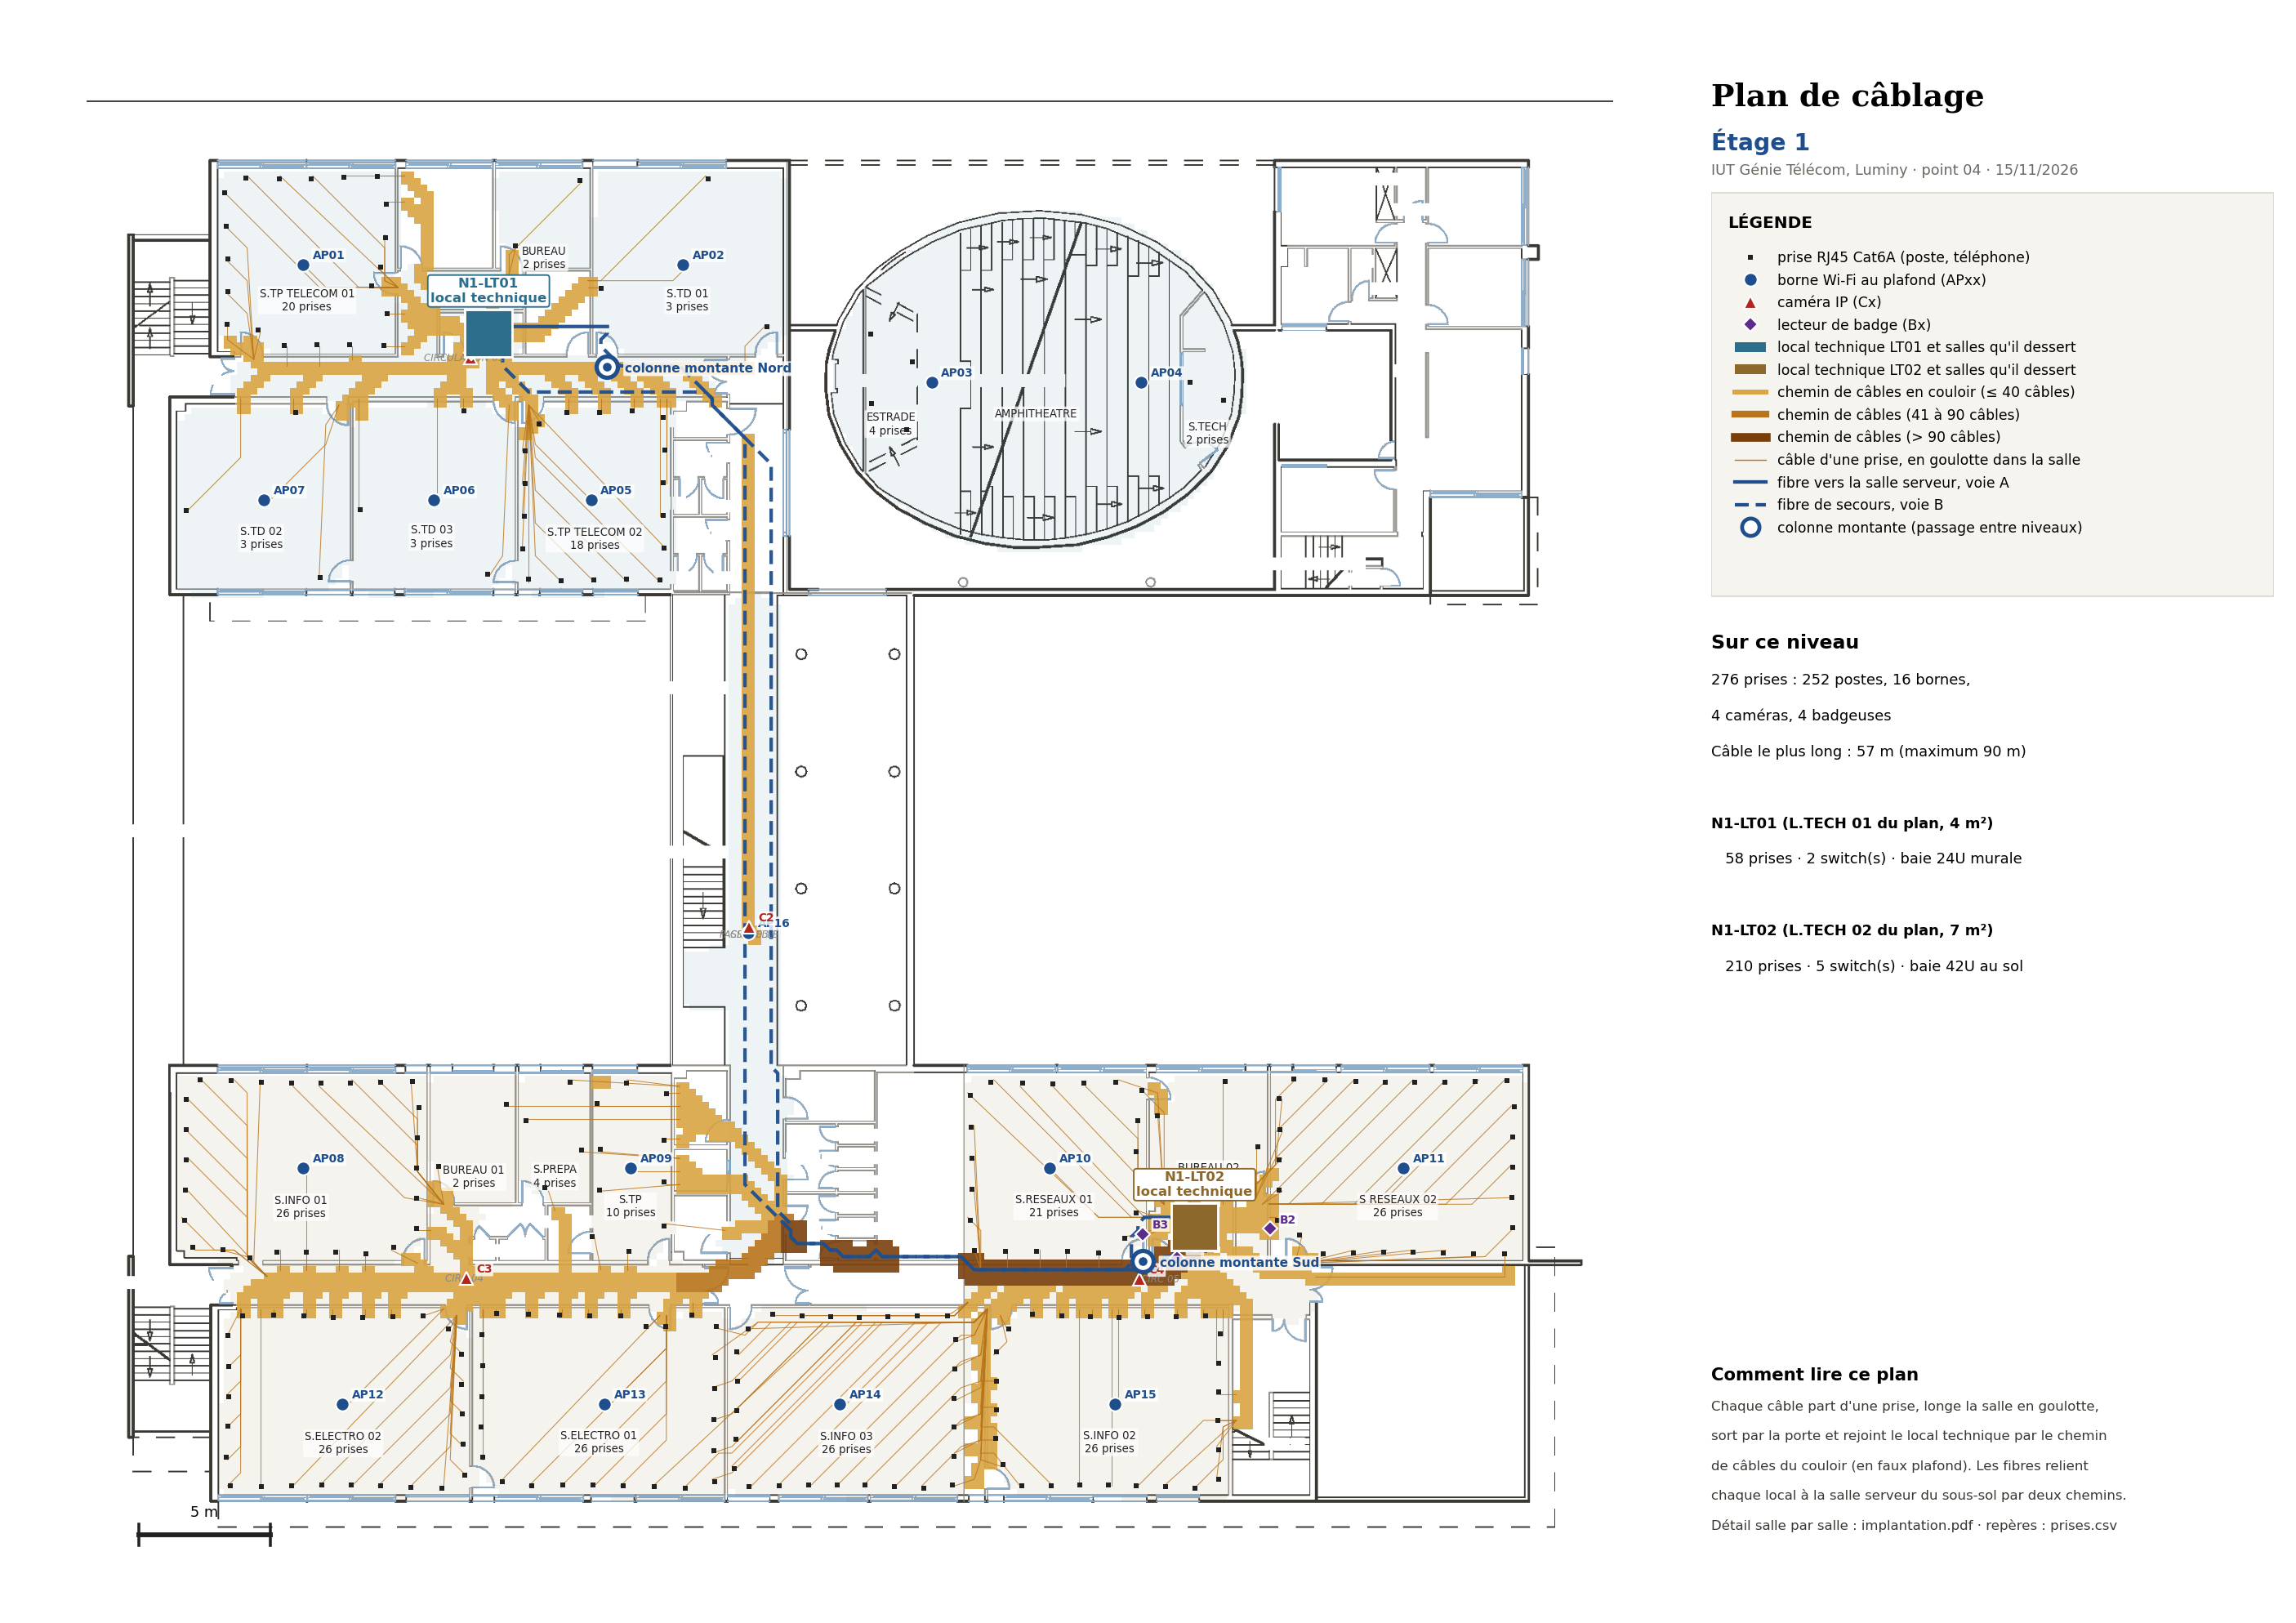 Plan de câblage
Étage 1
IUT Génie Télécom, Luminy · point 04 · 15/11/2026
LÉGENDE
prise RJ45 Cat6A (poste, téléphone)
borne Wi-Fi au plafond (APxx)
caméra IP (Cx)
lecteur de badge (Bx)
local technique LT01 et salles qu'il dessert
local technique LT02 et salles qu'il dessert
chemin de câbles en couloir (≤ 40 câbles)
chemin de câbles (41 à 90 câbles)
chemin de câbles (> 90 câbles)
câble d'une prise, en goulotte dans la salle
fibre vers la salle serveur, voie A
fibre de secours, voie B
colonne montante (passage entre niveaux)
Sur ce niveau
276 prises : 252 postes, 16 bornes,
4 caméras, 4 badgeuses
Câble le plus long : 57 m (maximum 90 m)
N1-LT01 (L.TECH 01 du plan, 4 m²)
58 prises · 2 switch(s) · baie 24U murale
N1-LT02 (L.TECH 02 du plan, 7 m²)
210 prises · 5 switch(s) · baie 42U au sol
Comment lire ce plan
Chaque câble part d'une prise, longe la salle en goulotte,
sort par la porte et rejoint le local technique par le chemin
de câbles du couloir (en faux plafond). Les fibres relient
chaque local à la salle serveur du sous-sol par deux chemins.
Détail salle par salle : implantation.pdf · repères : prises.csv
AP01
S.TP TELECOM 01
20 prises
BUREAU
2 prises
N1-LT01
local technique
AP02
S.TD 01
3 prises
colonne montante Nord
AP03
AP04
ESTRADE
4 prises
AMPHITHEATRE
S.TECH
2 prises
AP07
S.TD 02
3 prises
AP06
S.TD 03
3 prises
AP05
S.TP TELECOM 02
18 prises
C2
AP08
S.INFO 01
26 prises
BUREAU 01
2 prises
S.PREPA
4 prises
AP09
S.TP
10 prises
AP10
S.RESEAUX 01
21 prises
BUREAU 02
N1-LT02
local technique
AP11
S RESEAUX 02
26 prises
B3
B2
C3
colonne montante Sud
AP12
S.ELECTRO 02
26 prises
AP13
S.ELECTRO 01
26 prises
AP14
S.INFO 03
26 prises
AP15
S.INFO 02
26 prises
5 m